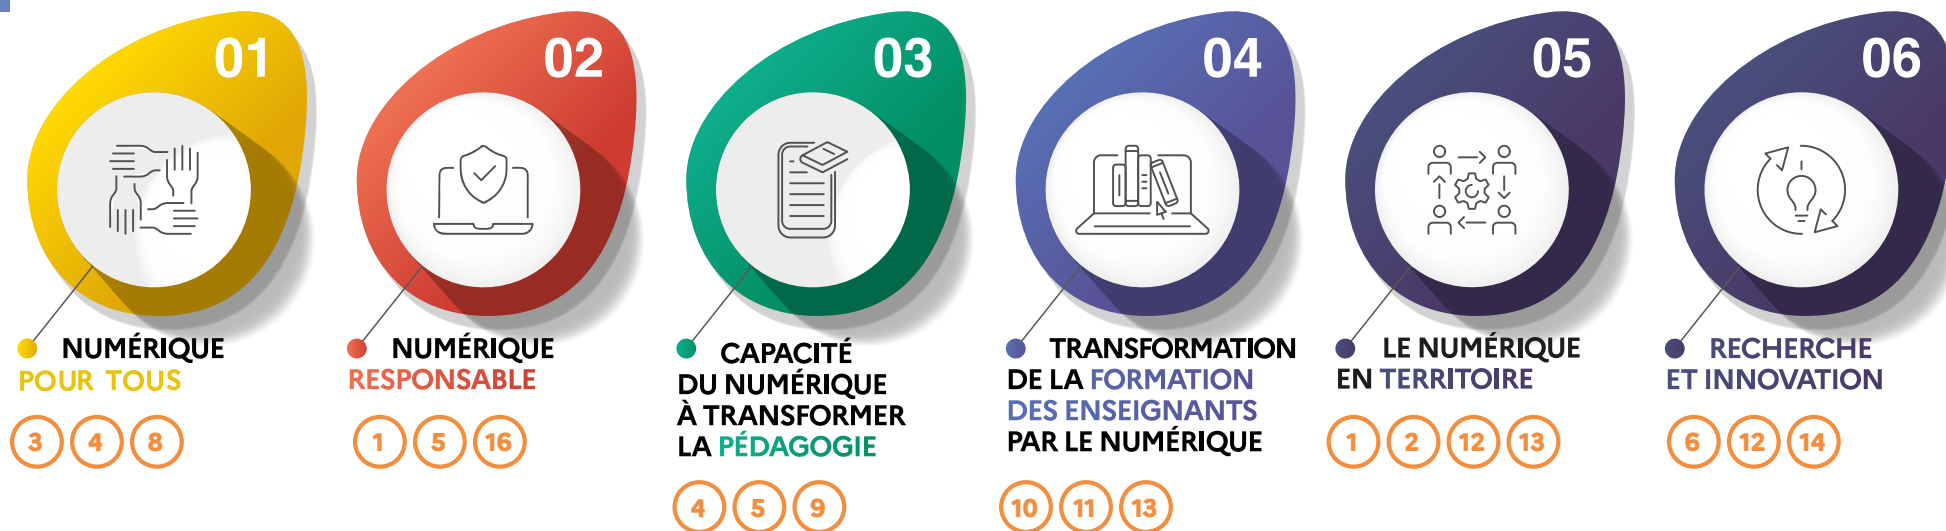 01
NUMÉRIQUE
POUR TOUS
3 4 8
02
NUMÉRIQUE
RESPONSABLE
1 5 16
03
CAPACITÉ
DU NUMÉRIQUE
À TRANSFORMER
LA PÉDAGOGIE
4 5 9
04
TRANSFORMATION
DE LA FORMATION
DES ENSEIGNANTS
PAR LE NUMÉRIQUE
10 11 13
05
LE NUMÉRIQUE
EN TERRITOIRE
1 2 12 13
06
RECHERCHE
ET INNOVATION
6 12 14